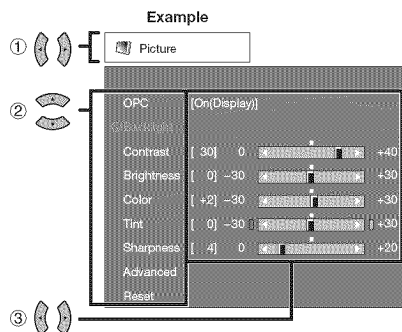 Example
① Picture
② OPC [On(Display)]
Backlight
Contrast [ 30] 0 +40
Brightness [ 0] −30 +30
Color [ +2] −30 +30
Tint [ 0] −30 +30
Sharpness [ 4] 0 +20
Advanced
Reset
③